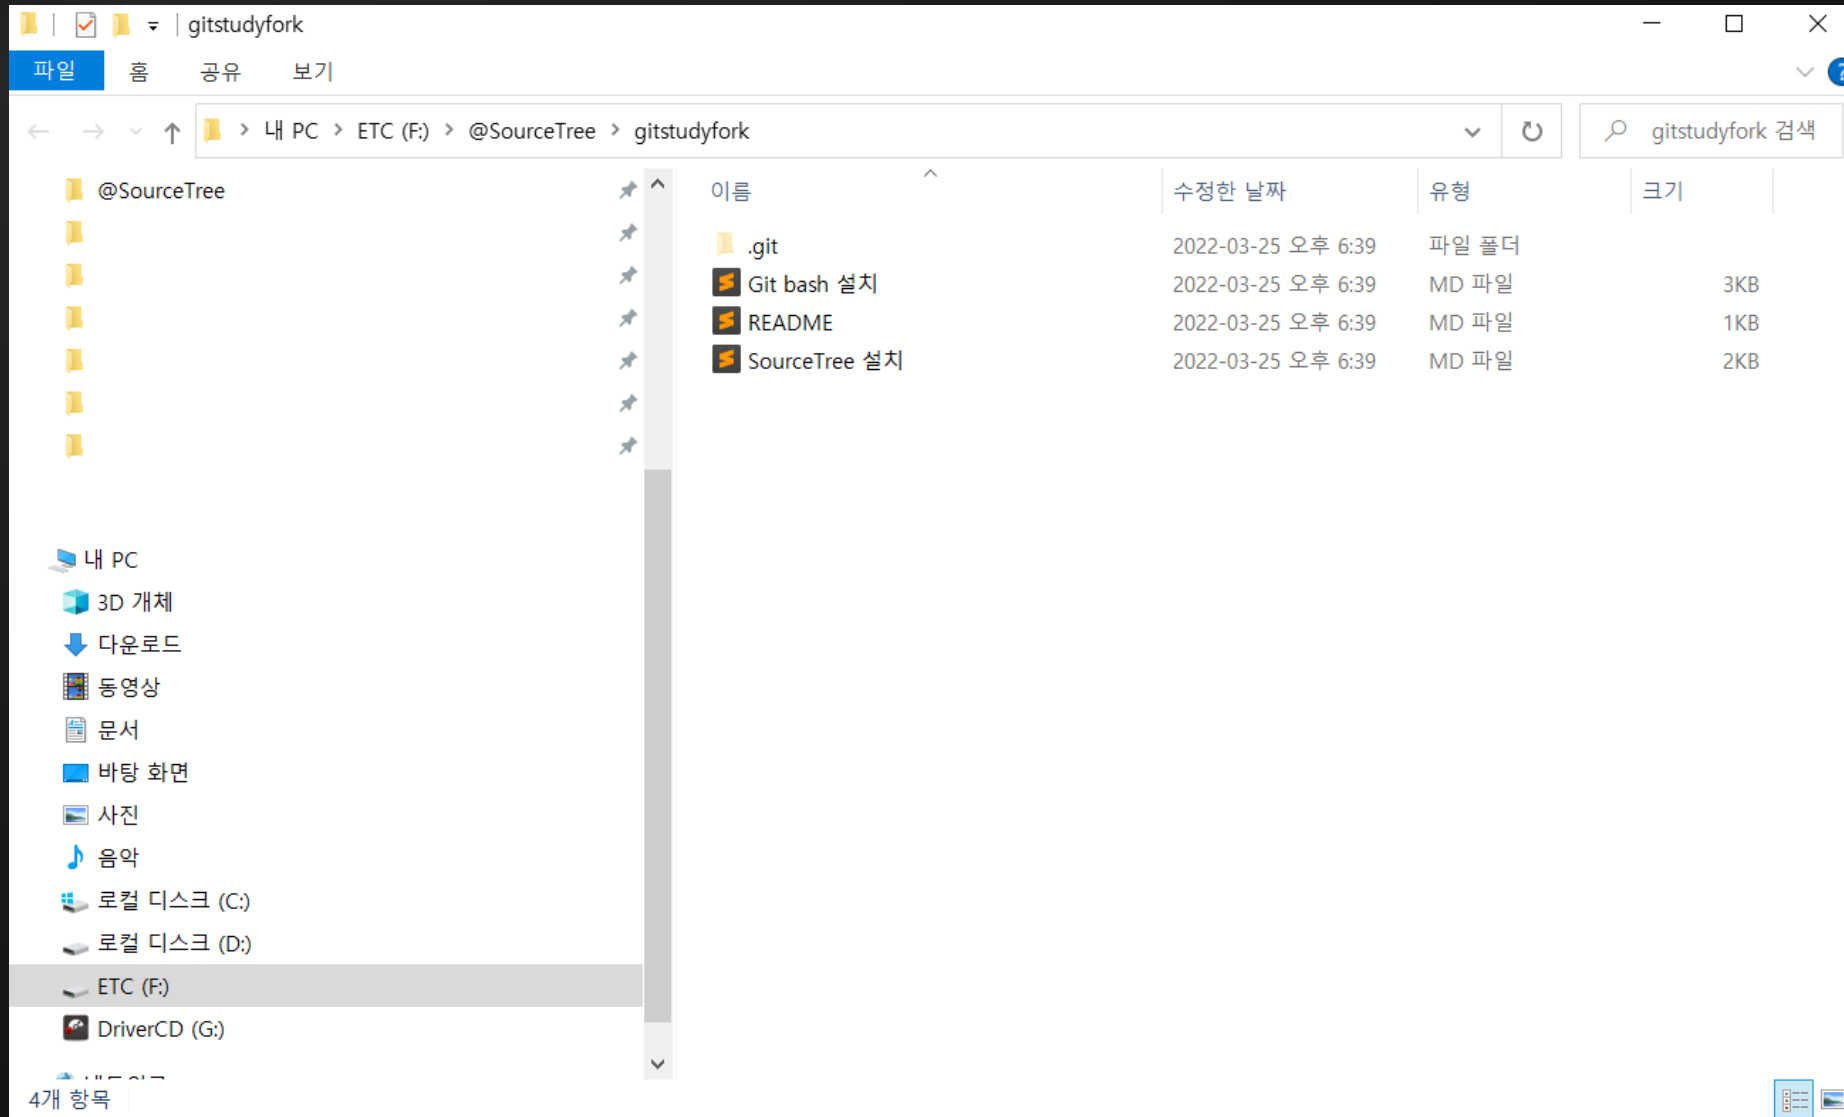 gitstudyfork
파일 홈 공유 보기
내 PC > ETC (F:) > @SourceTree > gitstudyfork
gitstudyfork 검색
@SourceTree
내 PC
3D 개체
다운로드
동영상
문서
바탕 화면
사진
음악
로컬 디스크 (C:)
로컬 디스크 (D:)
ETC (F:)
DriverCD (G:)
이름 수정한 날짜 유형 크기
.git 2022-03-25 오후 6:39 파일 폴더
Git bash 설치 2022-03-25 오후 6:39 MD 파일 3KB
README 2022-03-25 오후 6:39 MD 파일 1KB
SourceTree 설치 2022-03-25 오후 6:39 MD 파일 2KB
4개 항목